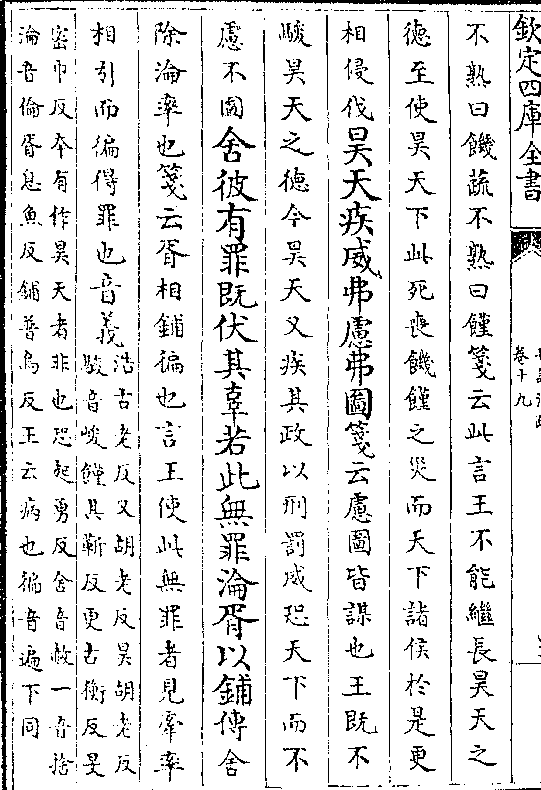 欽定四庫全書
卷十九
不熟曰饑蔬不熟曰饉箋云此言王不能繼長昊天之
徳至使昊天下此死喪饑饉之災而天下諸侯於是更
相侵伐昊天疾威弗慮弗圖箋云慮圖皆謀也王既不
駿昊天之德今昊天又疾其政以刑罰威恐天下而不
慮不圖舍彼有罪既伏其辜若此無罪淪胥以鋪傳舍
除淪率也箋云胥相鋪徧也言王使此無罪者見牽率
相引而徧得罪也音義浩古老反又胡老反昊胡老反
駿音峻饉其靳反更古衡反旻
密巾反本有作昊天者非也恐起勇反舍音赦一音捨
淪音倫胥息魚反鋪普烏反王云病也徧音遍下同